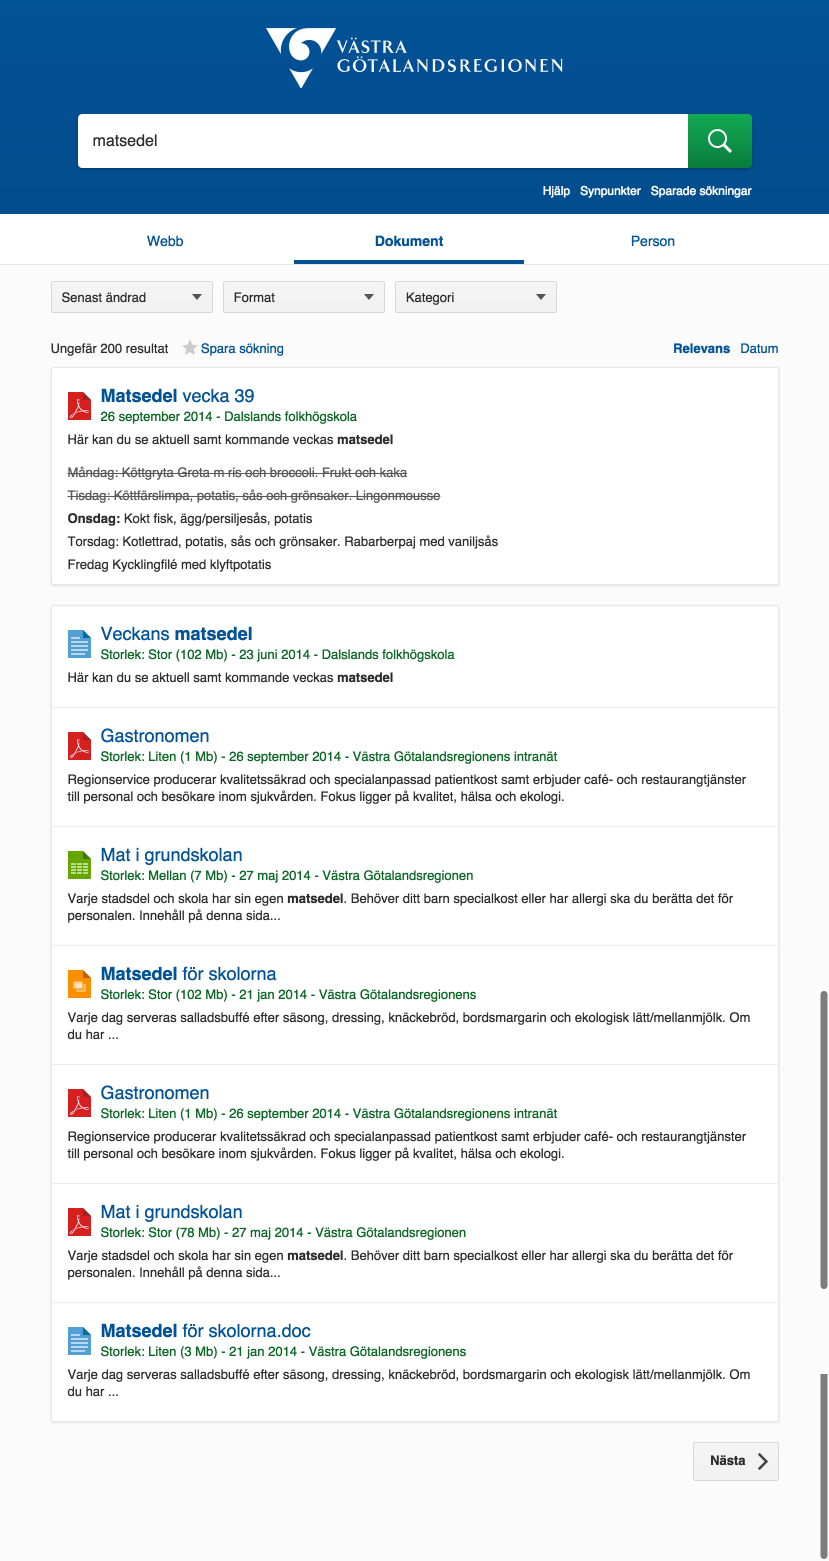 VÄSTRA
GÖTALANDSREGIONEN
matsedel
Hjälp Synpunkter Sparade sökningar
Webb Dokument Person
Senast ändrad Format Kategori
Ungefär 200 resultat Spara sökning Relevans Datum
Matsedel vecka 39
26 september 2014 - Dalslands folkhögskola
Här kan du se aktuell samt kommande veckas matsedel
Måndag: Köttgryta Greta m ris och broccoli. Frukt och kaka
Tisdag: Köttfärslimpa, potatis, sås och grönsaker. Lingonmousse
Onsdag: Kokt fisk, ägg/persiljesås, potatis
Torsdag: Kotlettrad, potatis, sås och grönsaker. Rabarberpaj med vaniljsås
Fredag Kycklingfilé med klyftpotatis
Veckans matsedel
Storlek: Stor (102 Mb) - 23 juni 2014 - Dalslands folkhögskola
Här kan du se aktuell samt kommande veckas matsedel
Gastronomen
Storlek: Liten (1 Mb) - 26 september 2014 - Västra Götalandsregionens intranät
Regionservice producerar kvalitetssäkrad och specialanpassad patientkost samt erbjuder café- och restaurangtjänster
till personal och besökare inom sjukvården. Fokus ligger på kvalitet, hälsa och ekologi.
Mat i grundskolan
Storlek: Mellan (7 Mb) - 27 maj 2014 - Västra Götalandsregionen
Varje stadsdel och skola har sin egen matsedel. Behöver ditt barn specialkost eller har allergi ska du berätta det för
personalen. Innehåll på denna sida...
Matsedel för skolorna
Storlek: Stor (102 Mb) - 21 jan 2014 - Västra Götalandsregionens
Varje dag serveras salladsbuffé efter säsong, dressing, knäckebröd, bordsmargarin och ekologisk lätt/mellanmjölk. Om
du har ...
Gastronomen
Storlek: Liten (1 Mb) - 26 september 2014 - Västra Götalandsregionens intranät
Regionservice producerar kvalitetssäkrad och specialanpassad patientkost samt erbjuder café- och restaurangtjänster
till personal och besökare inom sjukvården. Fokus ligger på kvalitet, hälsa och ekologi.
Mat i grundskolan
Storlek: Stor (78 Mb) - 27 maj 2014 - Västra Götalandsregionen
Varje stadsdel och skola har sin egen matsedel. Behöver ditt barn specialkost eller har allergi ska du berätta det för
personalen. Innehåll på denna sida...
Matsedel för skolorna.doc
Storlek: Liten (3 Mb) - 21 jan 2014 - Västra Götalandsregionens
Varje dag serveras salladsbuffé efter säsong, dressing, knäckebröd, bordsmargarin och ekologisk lätt/mellanmjölk. Om
du har ...
Nästa